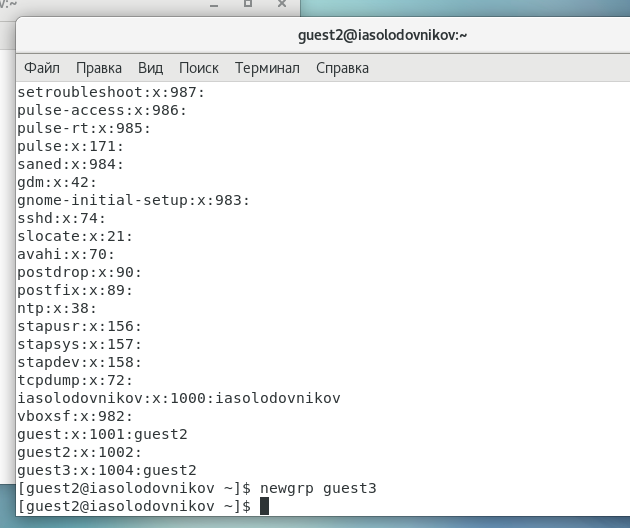 v:~
guest2@iasolodovnikov:~
Файл Правка Вид Поиск Терминал Справка
setroubleshoot:x:987:
pulse-access:x:986:
pulse-rt:x:985:
pulse:x:171:
saned:x:984:
gdm:x:42:
gnome-initial-setup:x:983:
sshd:x:74:
slocate:x:21:
avahi:x:70:
postdrop:x:90:
postfix:x:89:
ntp:x:38:
stapusr:x:156:
stapsys:x:157:
stapdev:x:158:
tcpdump:x:72:
iasolodovnikov:x:1000:iasolodovnikov
vboxsf:x:982:
guest:x:1001:guest2
guest2:x:1002:
guest3:x:1004:guest2
[guest2@iasolodovnikov ~]$ newgrp guest3
[guest2@iasolodovnikov ~]$